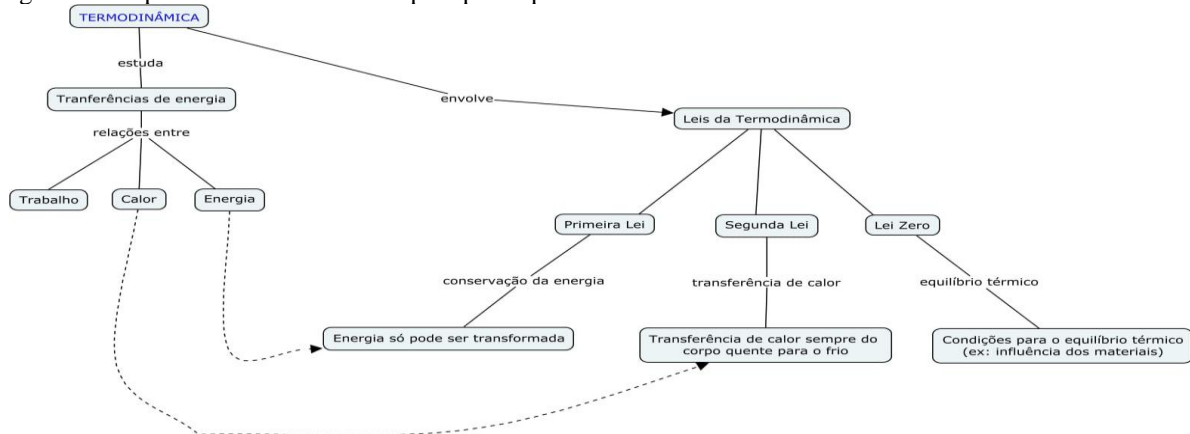 TERMODINÂMICA
estuda
envolve
Tranferências de energia
Leis da Termodinâmica
relações entre
Trabalho
Calor
Energia
Primeira Lei
Segunda Lei
Lei Zero
conservação da energia
transferência de calor
equilíbrio térmico
Energia só pode ser transformada
Transferência de calor sempre do
corpo quente para o frio
Condições para o equilíbrio térmico
(ex: influência dos materiais)